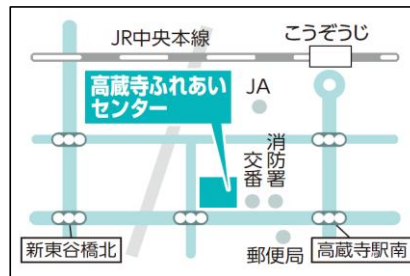 JR中央本線
こうぞうじ
高蔵寺ふれあい
センター
JA
消防署
交番
新東谷橋北
郵便局
高蔵寺駅南